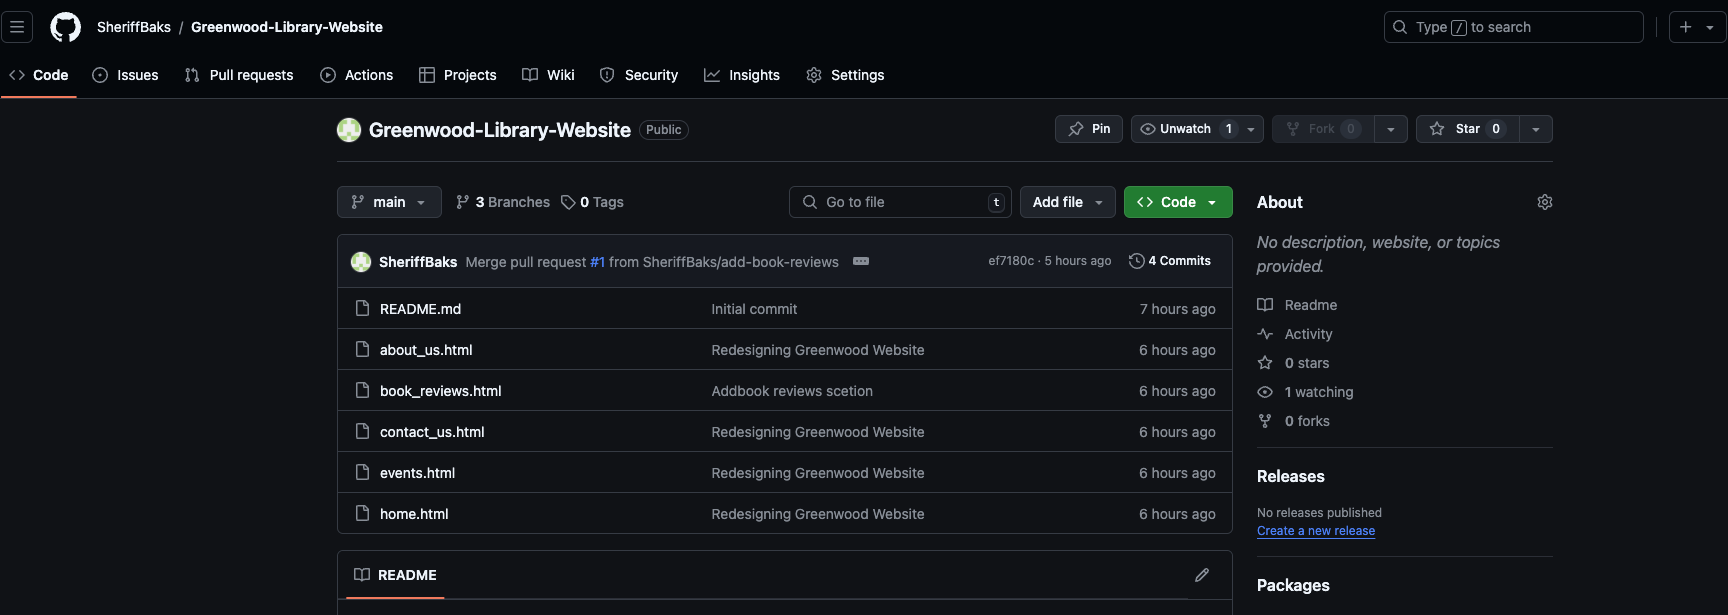 SheriffBaks / Greenwood-Library-Website
Type / to search
Code Issues Pull requests Actions Projects Wiki Security Insights Settings
Greenwood-Library-Website Public
Pin Unwatch 1 Fork 0 Star 0
main 3 Branches 0 Tags Go to file t Add file Code
SheriffBaks Merge pull request #1 from SheriffBaks/add-book-reviews ef7180c · 5 hours ago 4 Commits
README.md Initial commit 7 hours ago
about_us.html Redesigning Greenwood Website 6 hours ago
book_reviews.html Addbook reviews scetion 6 hours ago
contact_us.html Redesigning Greenwood Website 6 hours ago
events.html Redesigning Greenwood Website 6 hours ago
home.html Redesigning Greenwood Website 6 hours ago
README
About
No description, website, or topics
provided.
Readme
Activity
0 stars
1 watching
0 forks
Releases
No releases published
Create a new release
Packages